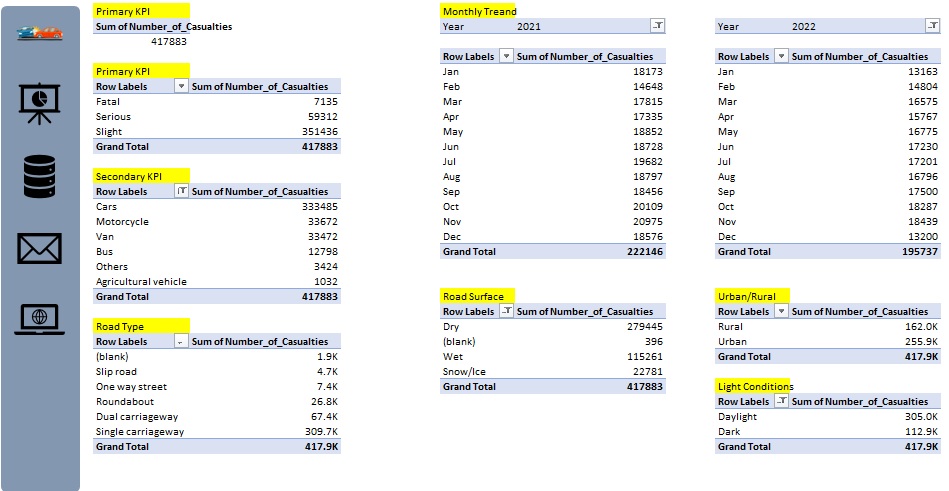 Primary KPI
Sum of Number_of_Casualties
417883
Primary KPI
Row Labels Sum of Number_of_Casualties
Fatal 7135
Serious 59312
Slight 351436
Grand Total 417883
Secondary KPI
Row Labels Sum of Number_of_Casualties
Cars 333485
Motorcycle 33672
Van 33472
Bus 12798
Others 3424
Agricultural vehicle 1032
Grand Total 417883
Road Type
Row Labels Sum of Number_of_Casualties
(blank) 1.9K
Slip road 4.7K
One way street 7.4K
Roundabout 26.8K
Dual carriageway 67.4K
Single carriageway 309.7K
Grand Total 417.9K
Monthly Treand
Year 2021
Row Labels Sum of Number_of_Casualties
Jan 18173
Feb 14648
Mar 17815
Apr 17335
May 18852
Jun 18728
Jul 19682
Aug 18797
Sep 18456
Oct 20109
Nov 20975
Dec 18576
Grand Total 222146
Road Surface
Row Labels Sum of Number_of_Casualties
Dry 279445
(blank) 396
Wet 115261
Snow/Ice 22781
Grand Total 417883
Year 2022
Row Labels Sum of Number_of_Casualties
Jan 13163
Feb 14804
Mar 16575
Apr 15767
May 16775
Jun 17230
Jul 17201
Aug 16796
Sep 17500
Oct 18287
Nov 18439
Dec 13200
Grand Total 195737
Urban/Rural
Row Labels Sum of Number_of_Casualties
Rural 162.0K
Urban 255.9K
Grand Total 417.9K
Light Conditions
Row Labels Sum of Number_of_Casualties
Daylight 305.0K
Dark 112.9K
Grand Total 417.9K